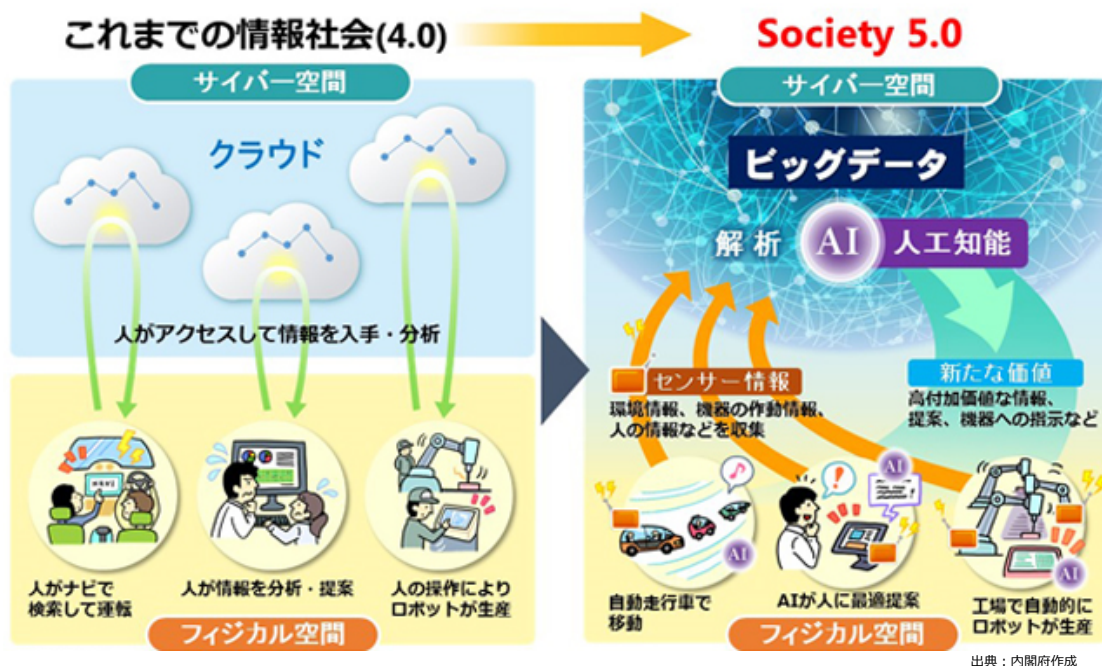 これまでの情報社会(4.0)
Society 5.0
サイバー空間
クラウド
人がアクセスして情報を入手・分析
人がナビで
検索して運転
人が情報を分析・提案
人の操作により
ロボットが生産
フィジカル空間
サイバー空間
ビッグデータ
解析 AI 人工知能
センサー情報
環境情報、機器の作動情報、
人の情報などを収集
新たな価値
高付加価値な情報、
提案、機器への指示など
AI
AI
AI
自動走行車で
移動
AIが人に最適提案
工場で自動的に
ロボットが生産
フィジカル空間
出典：内閣府作成